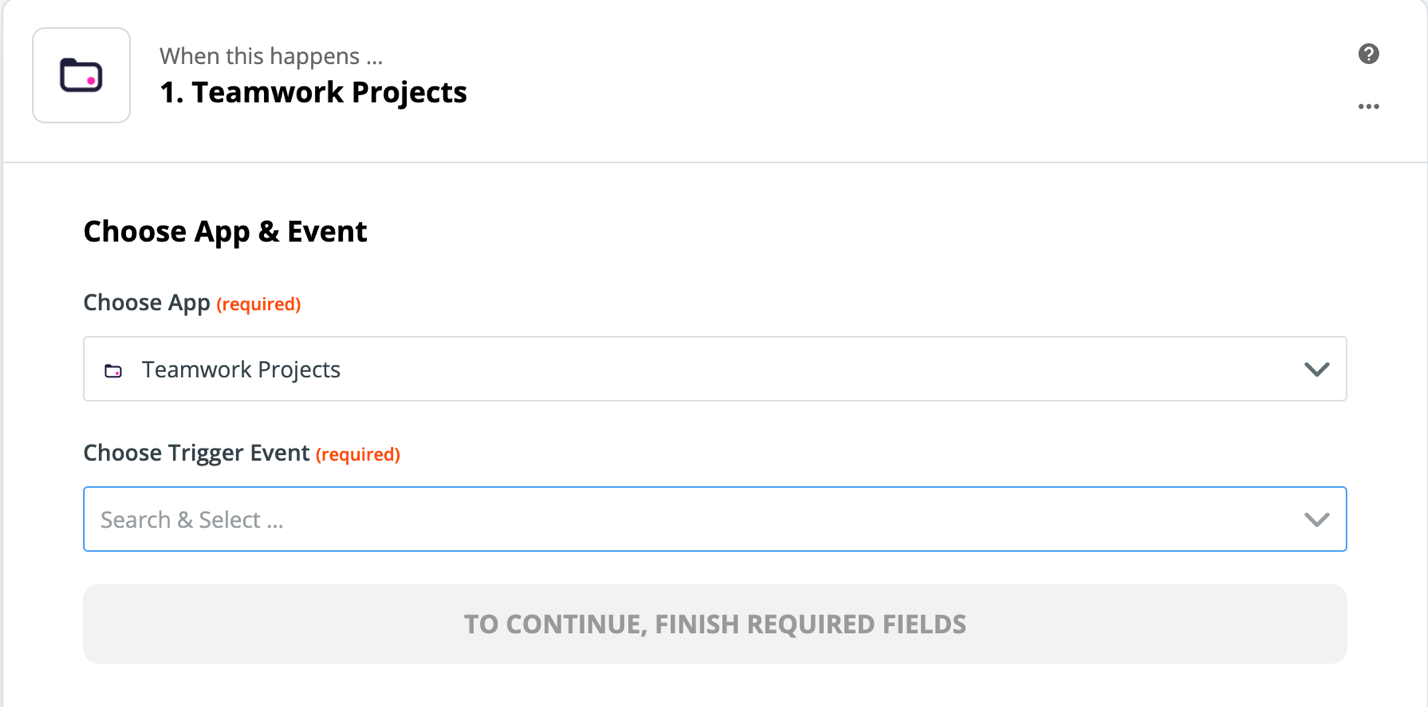 When this happens ...
1. Teamwork Projects
Choose App & Event
Choose App (required)
Teamwork Projects
Choose Trigger Event (required)
Search & Select ...
TO CONTINUE, FINISH REQUIRED FIELDS